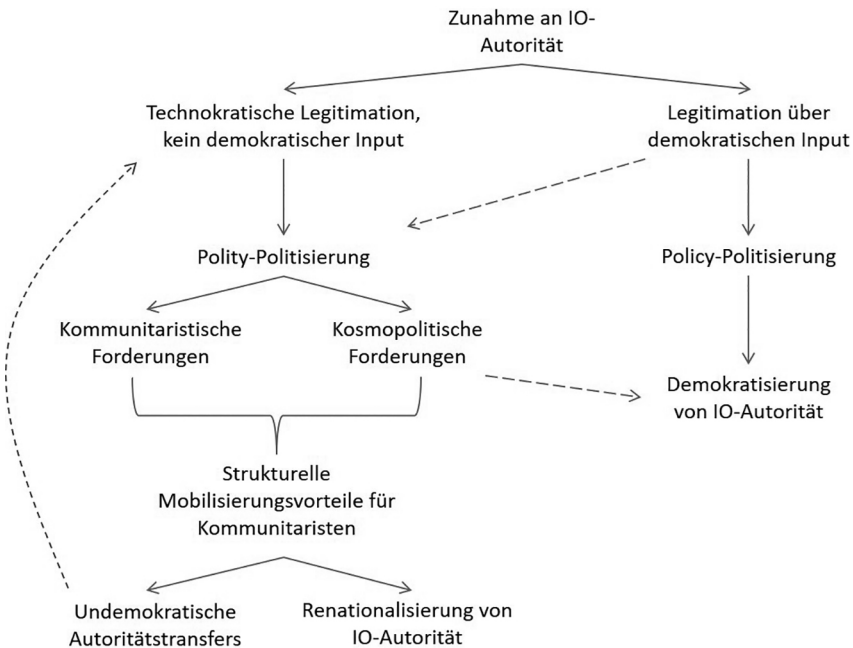 Zunahme an IO-
Autorität
Technokratische Legitimation,
kein demokratischer Input
Legitimation über
demokratischen Input
Polity-Politisierung
Policy-Politisierung
Kommunitaristische
Forderungen
Kosmopolitische
Forderungen
Demokratisierung
von IO-Autorität
Strukturelle
Mobilisierungsvorteile für
Kommunitaristen
Undemokratische
Autoritätstransfers
Renationalisierung von
IO-Autorität